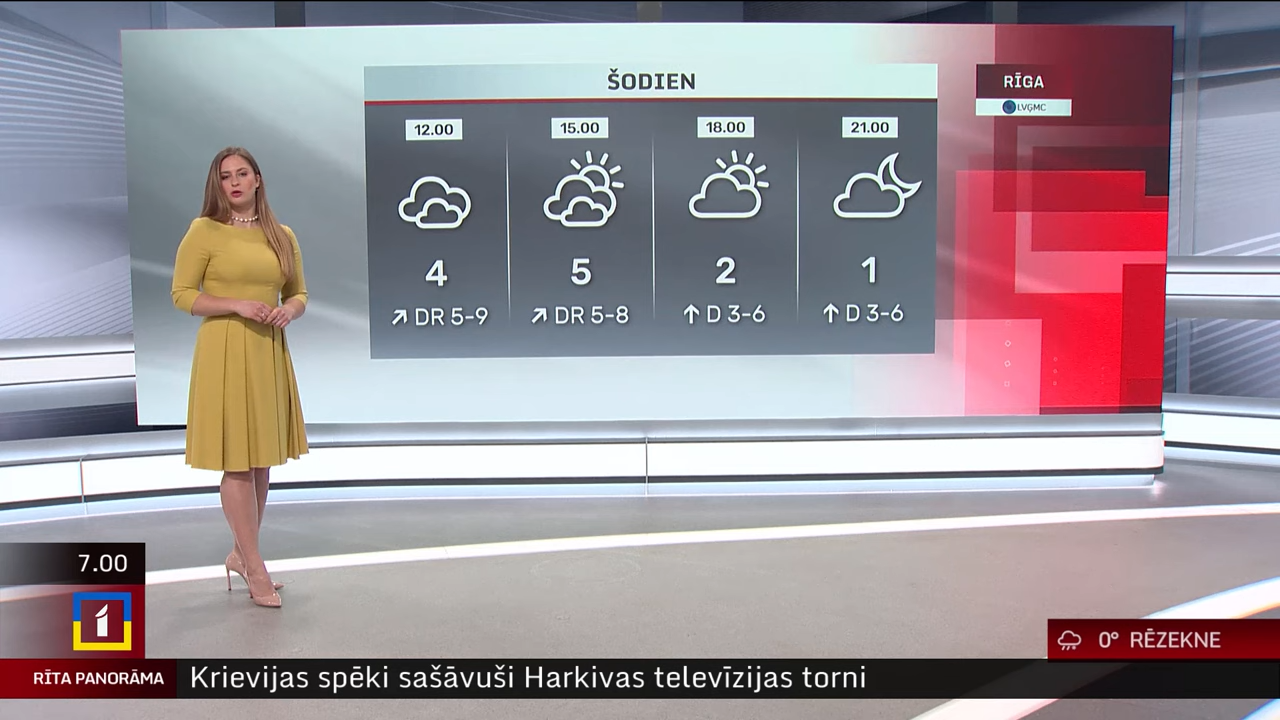 ŠODIEN
RĪGA
LVĢMC
12.00
15.00
18.00
21.00
4
5
2
1
DR 5-9
DR 5-8
D 3-6
D 3-6
7.00
1
0° RĒZEKNE
RĪTA PANORĀMA
Krievijas spēki sašāvuši Harkivas televīzijas torni